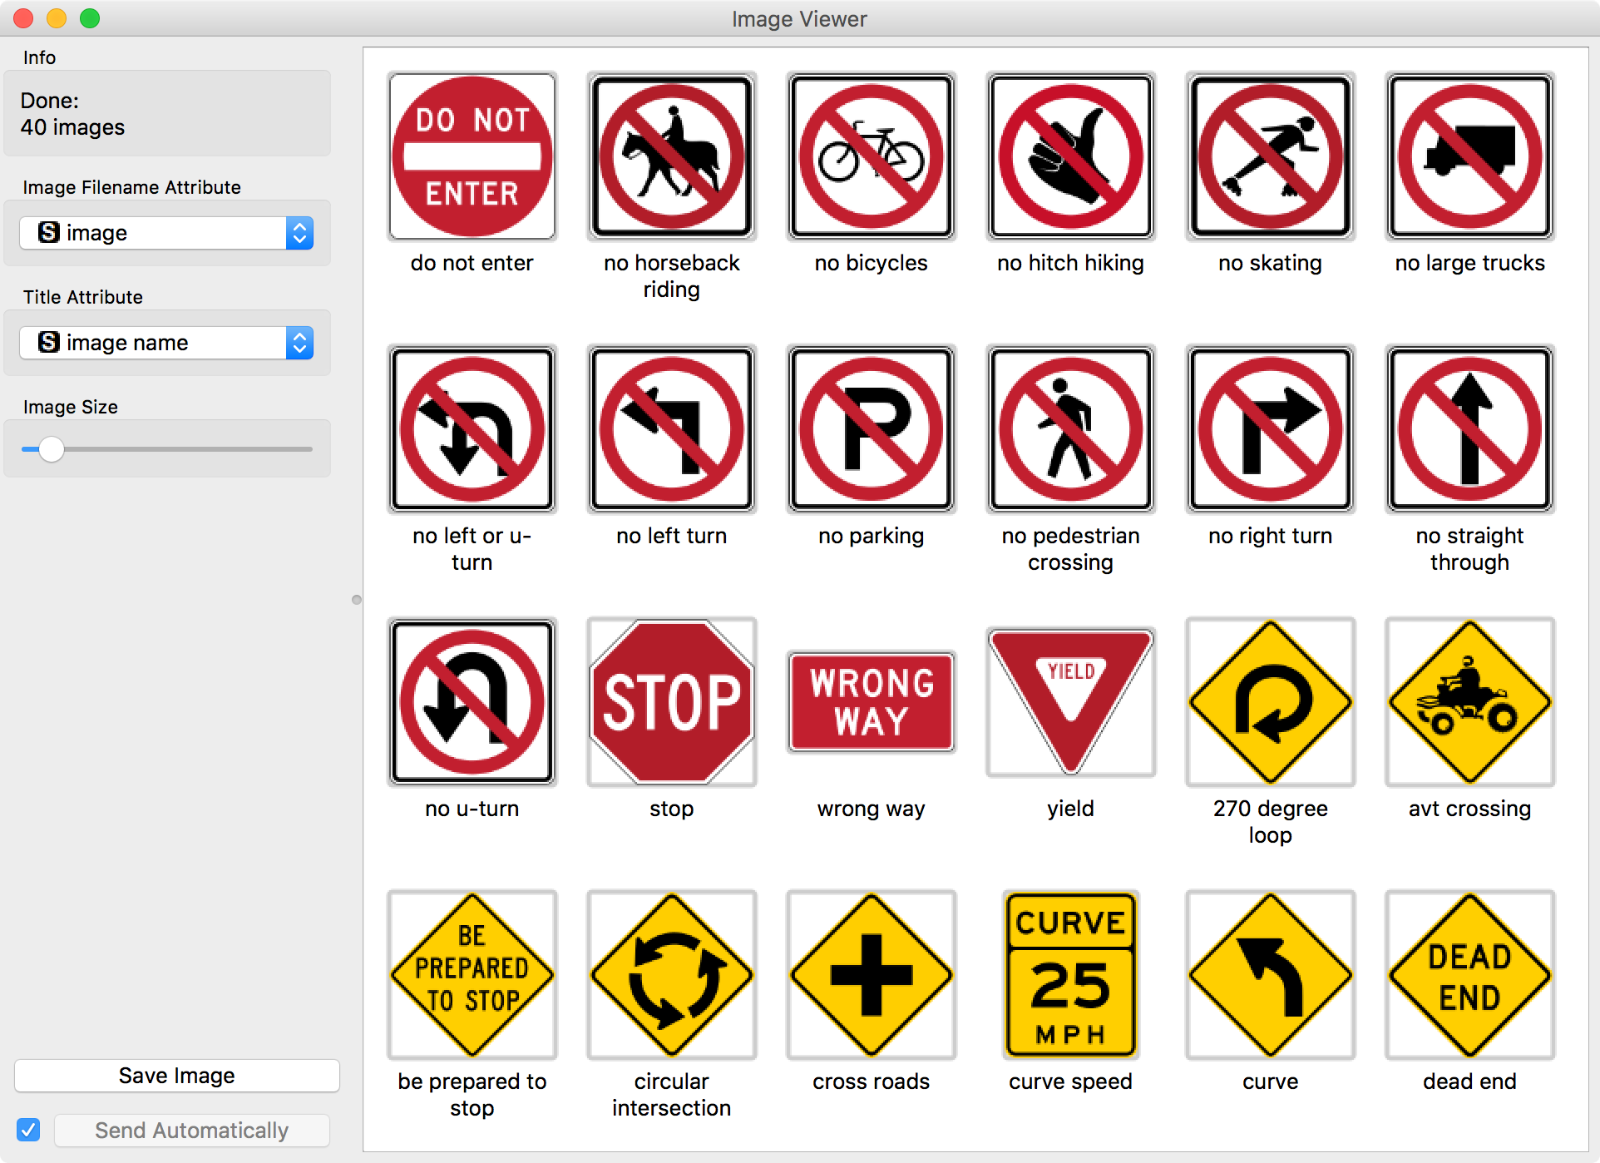 Image Viewer
Info
Done:
40 images
Image Filename Attribute
S image
Title Attribute
S image name
Image Size
Save Image
Send Automatically
DO NOT
ENTER
do not enter
no horseback
riding
no bicycles
no hitch hiking
no skating
no large trucks
no left or u-
turn
no left turn
P
no parking
no pedestrian
crossing
no right turn
no straight
through
no u-turn
STOP
stop
WRONG
WAY
wrong way
YIELD
yield
270 degree
loop
avt crossing
BE
PREPARED
TO STOP
be prepared to
stop
circular
intersection
cross roads
CURVE
25
MPH
curve speed
curve
DEAD
END
dead end